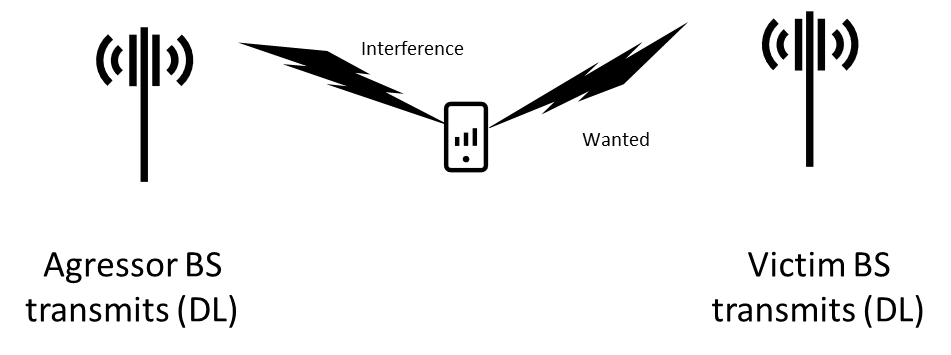 Interference
Wanted
Agressor BS
transmits (DL)
Victim BS
transmits (DL)